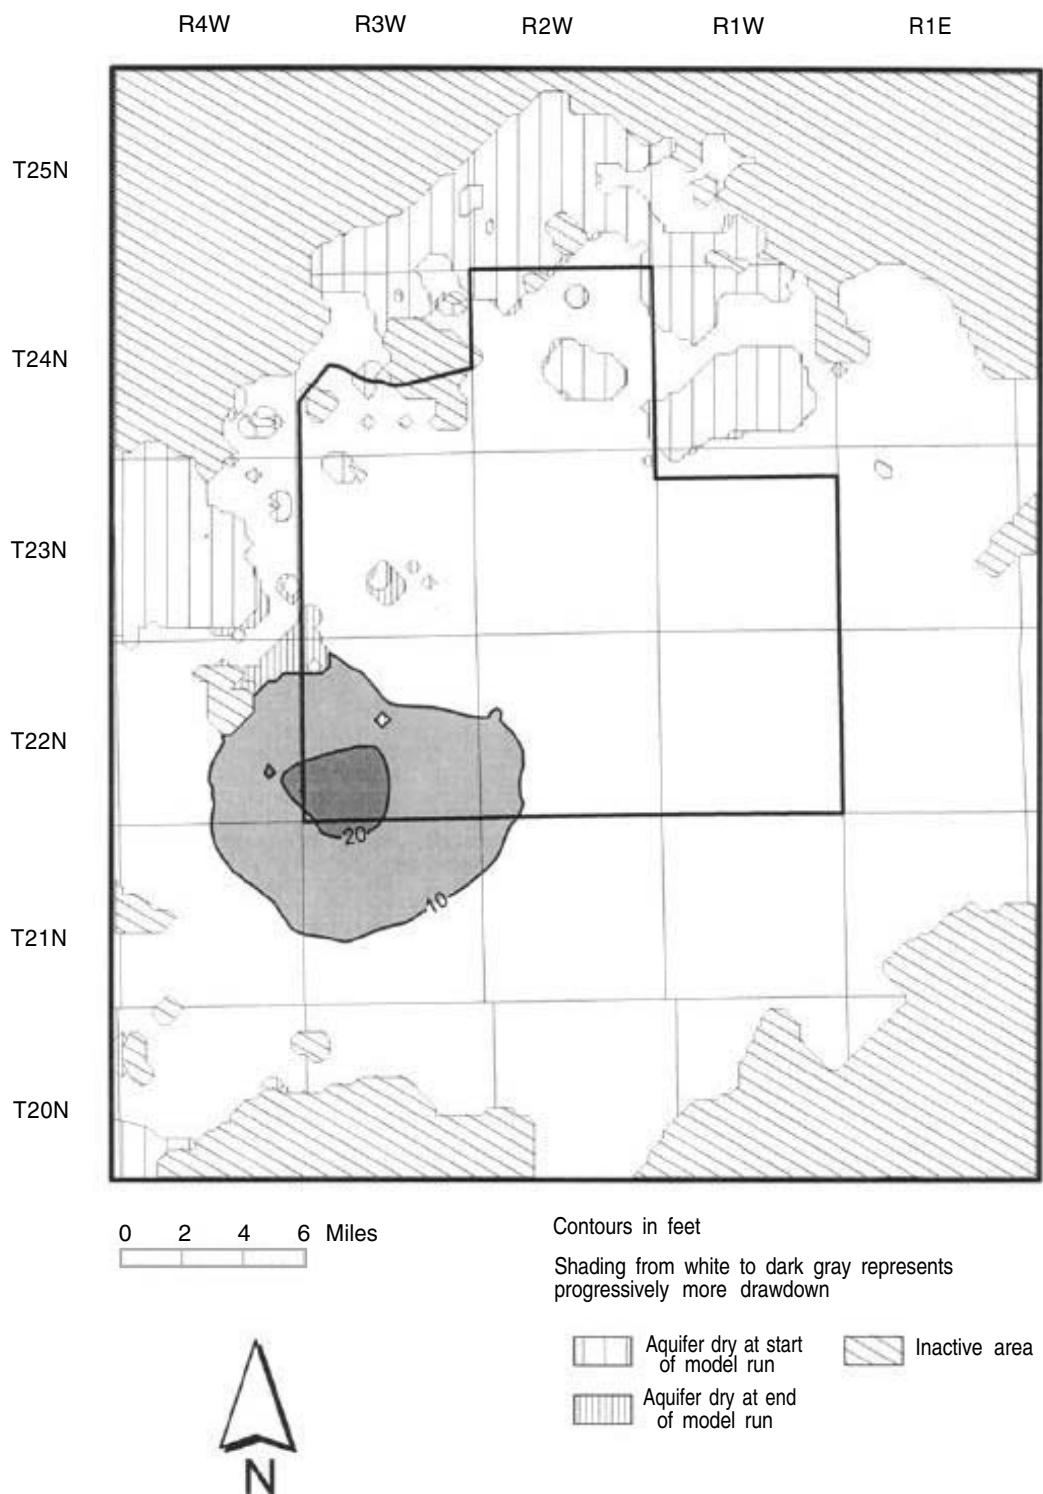 R4W R3W R2W R1W R1E
T25N
T24N
T23N
T22N
T21N
T20N
20
10
0 2 4 6 Miles
Contours in feet
Shading from white to dark gray represents
progressively more drawdown
Aquifer dry at start
of model run
Inactive area
Aquifer dry at end
of model run
N